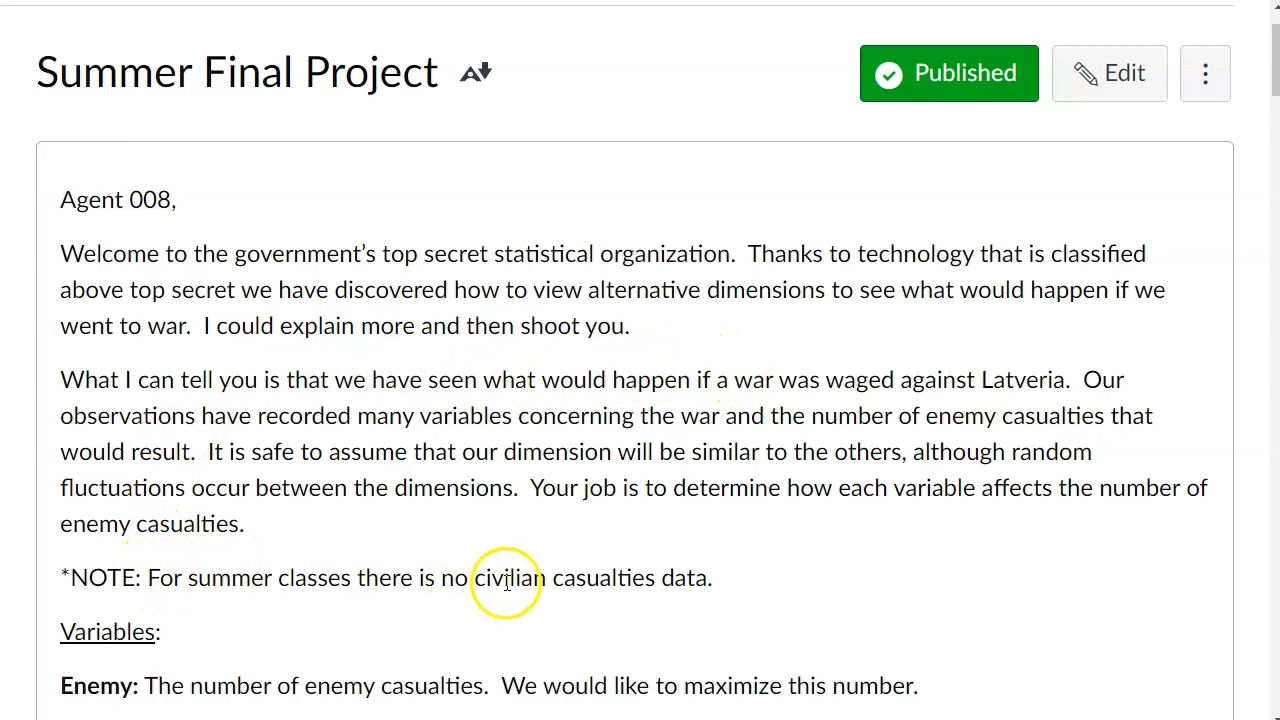 Summer Final Project
Published
Edit
Agent 008,
Welcome to the government’s top secret statistical organization.  Thanks to technology that is classified
above top secret we have discovered how to view alternative dimensions to see what would happen if we
went to war.  I could explain more and then shoot you.
What I can tell you is that we have seen what would happen if a war was waged against Latveria.  Our
observations have recorded many variables concerning the war and the number of enemy casualties that
would result.  It is safe to assume that our dimension will be similar to the others, although random
fluctuations occur between the dimensions.  Your job is to determine how each variable affects the number of
enemy casualties.
*NOTE: For summer classes there is no civilian casualties data.
Variables:
Enemy: The number of enemy casualties.  We would like to maximize this number.